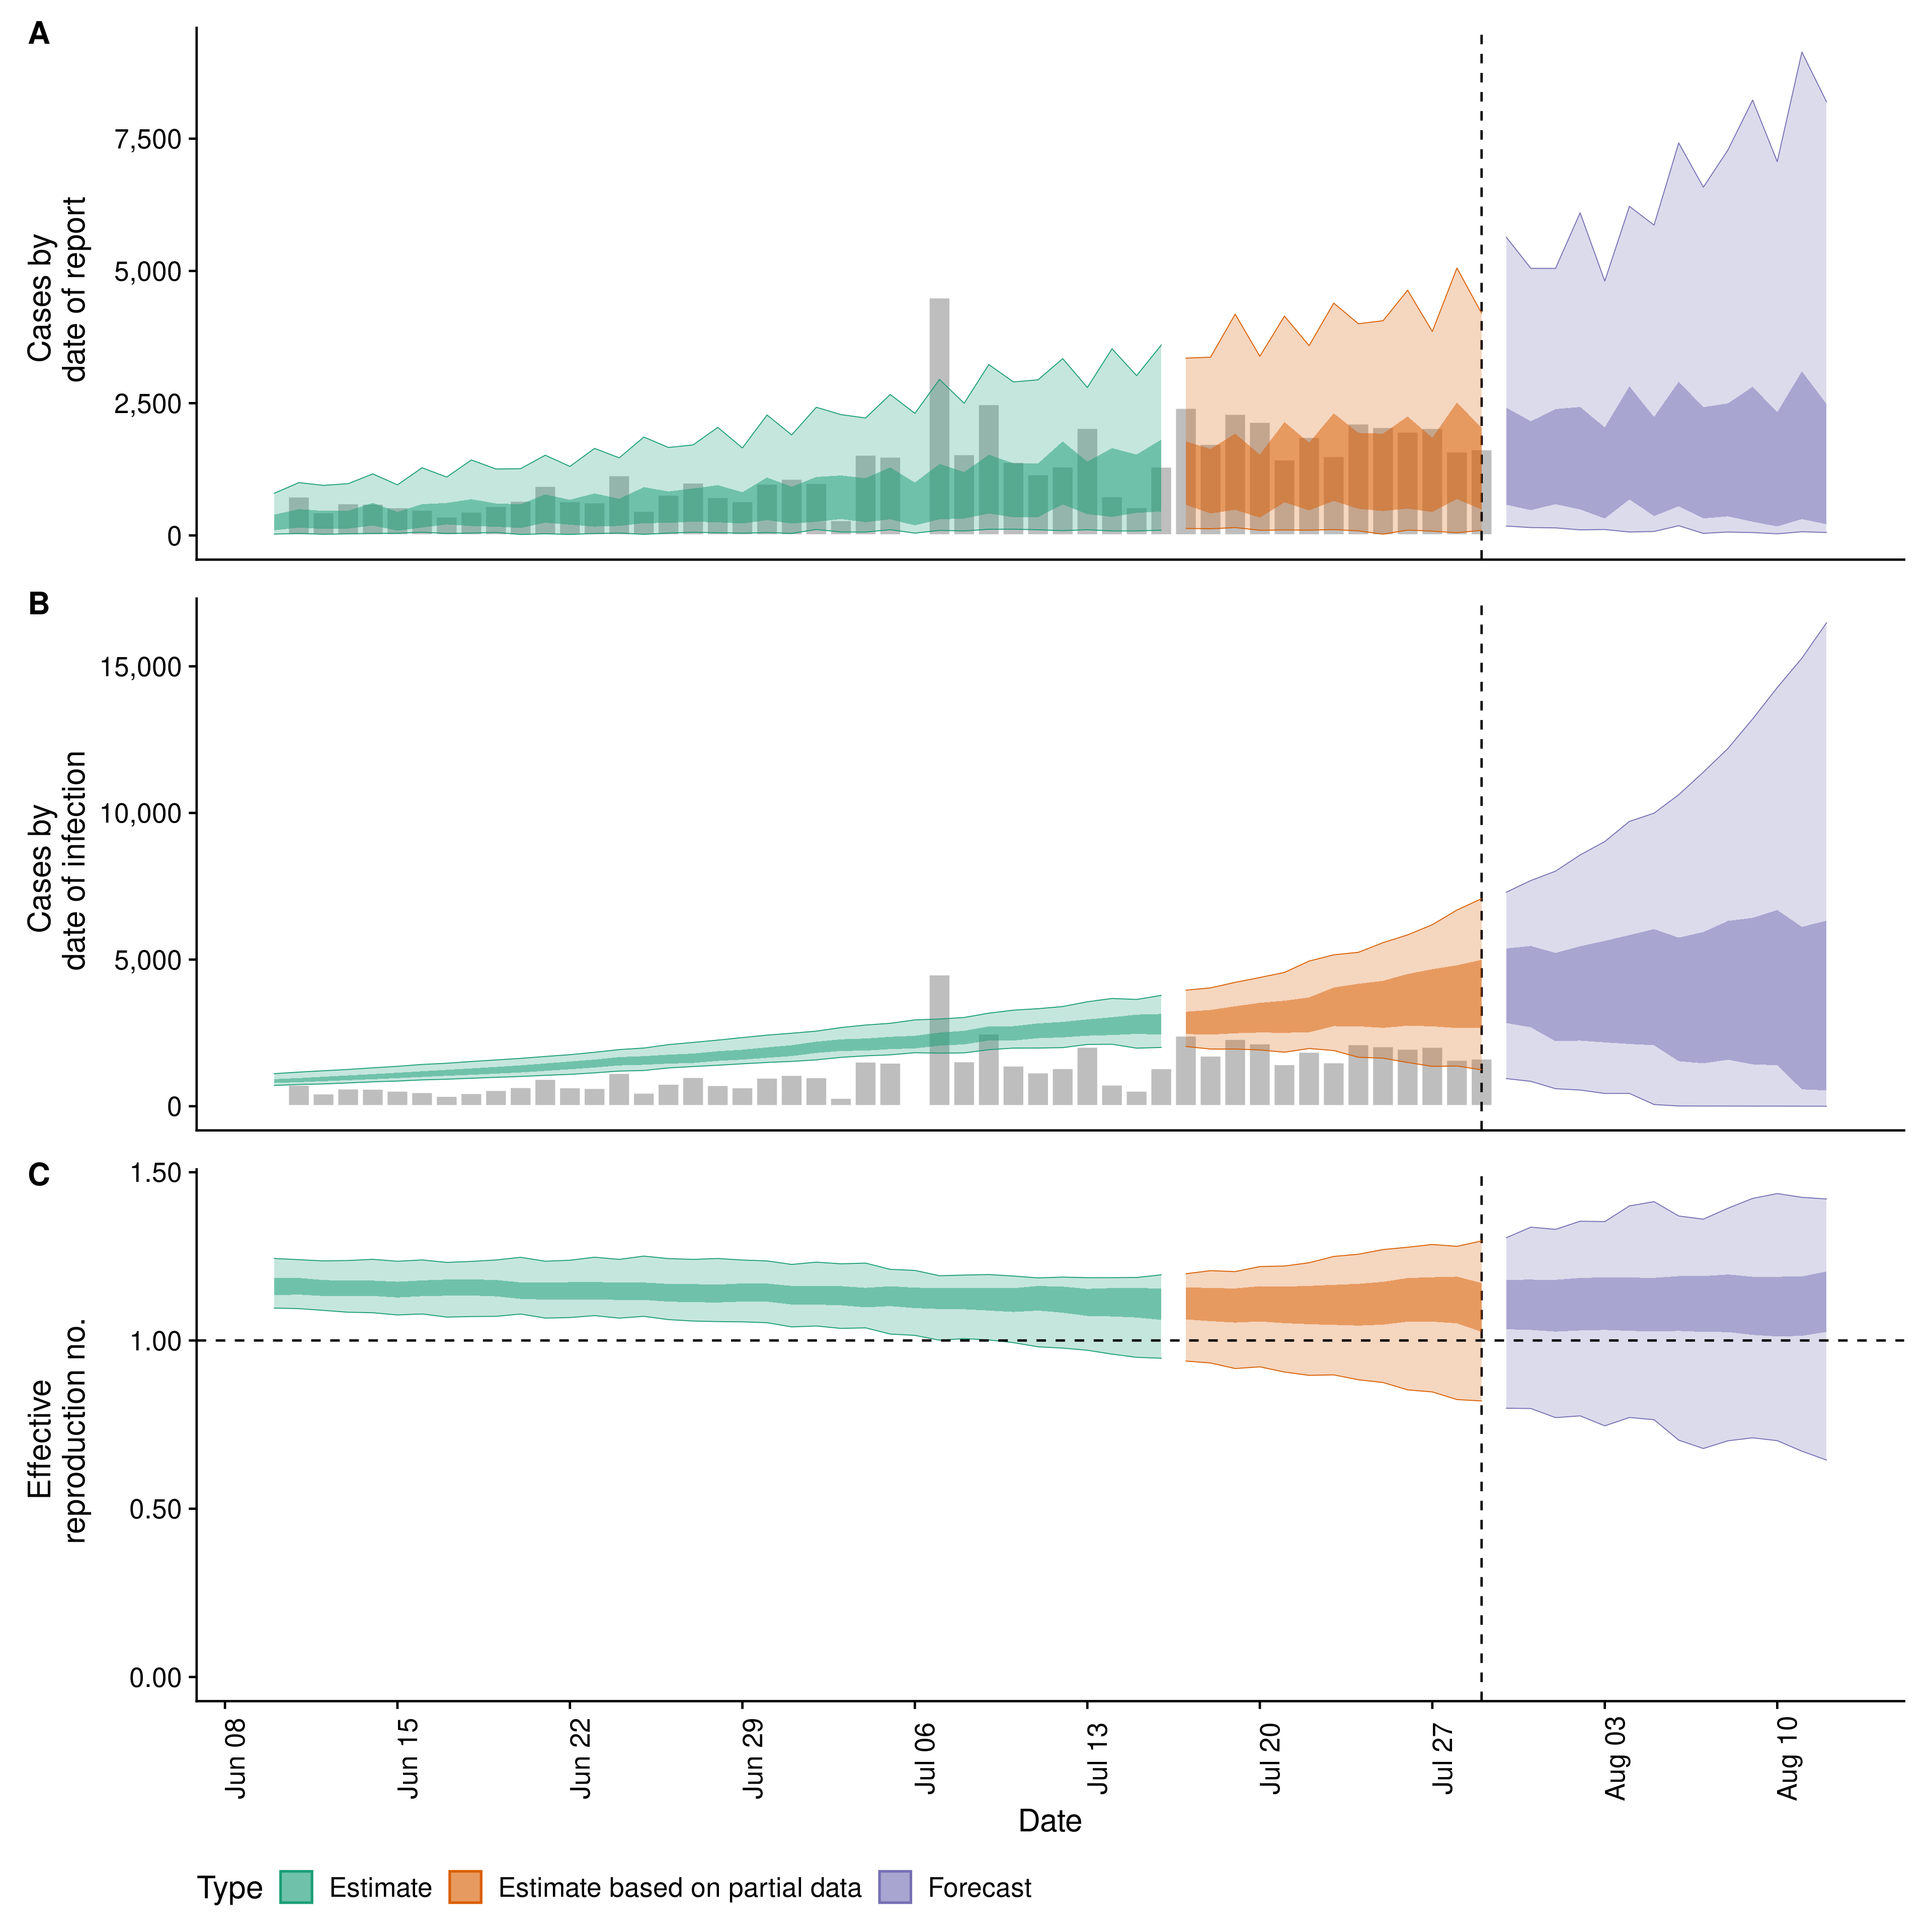 A
Cases by
date of report
7,500
5,000
2,500
0
B
Cases by
date of infection
15,000
10,000
5,000
0
C
Effective
reproduction no.
1.50
1.00
0.50
0.00
Jun 08
Jun 15
Jun 22
Jun 29
Jul 06
Jul 13
Jul 20
Jul 27
Aug 03
Aug 10
Date
Type Estimate Estimate based on partial data Forecast